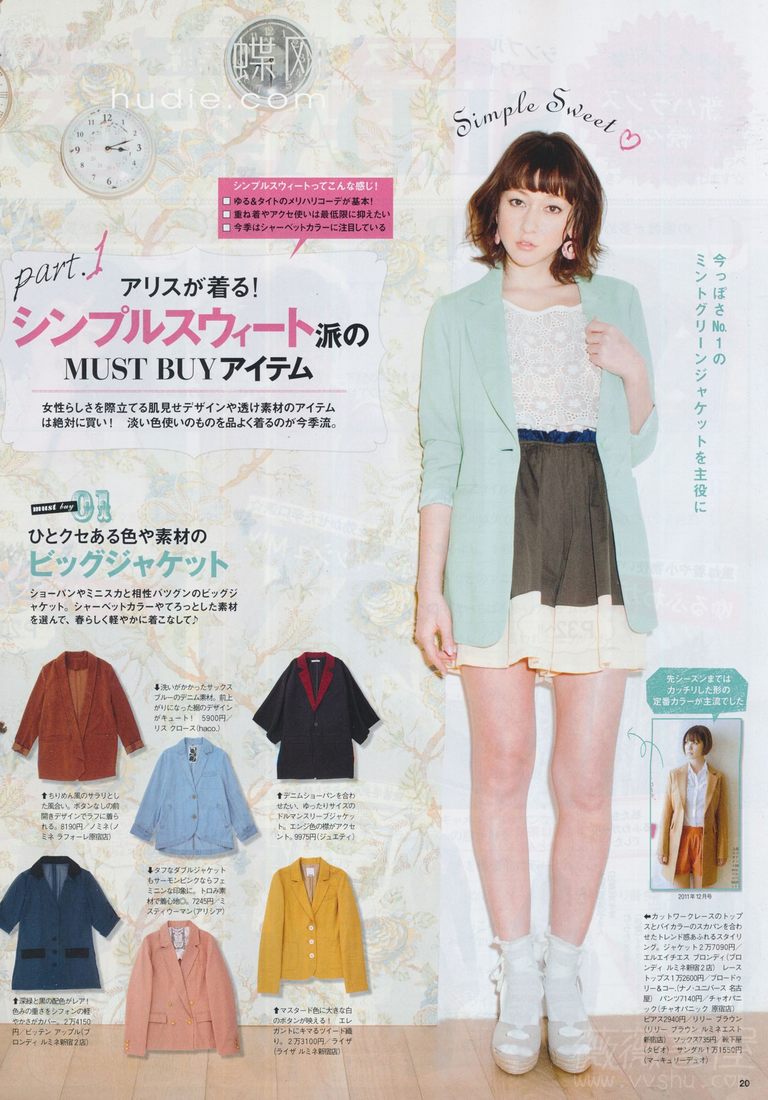 蝶网
hudie.com
Simple Sweet
シンプルスウィートってこんな感じ!
ゆる&タイトのメリハリコーデが基本!
重ね着やアクセ使いは最低限に抑えたい
今季はシャーベットカラーに注目している
part.1
アリスが着る!
シンプルスウィート派の
MUST BUYアイテム
女性らしさを際立てる肌見せデザインや透け素材のアイテム
は絶対に買い! 淡い色使いのものを品よく着るのが今季流。
今っぽさNo.1の
ミントグリーンジャケットを主役に
must buy 01
ひとクセある色や素材の
ビッグジャケット
ショーパンやミニスカと相性バツグンのビッグジ
ャケット。シャーベットカラーやてろっとした素材
を選んで、春らしく軽やかに着こなして♪
⬇洗いがかかったサックス
ブルーのデニム素材。前上
がりになった裾のデザイン
がキュート! 5900円/
リス クロース(haco.)
⬆ちりめん風のサラリとし
た風合い。ボタンなしの前
開きデザインでラフに着ら
れる。8190円/ノミネ(ノ
ミネ ラフォーレ原宿店)
⬆デニムショーパンを合わ
せたい、ゆったりサイズの
ドルマンスリーブジャケ
ット。エンジ色の襟がアクセ
ント。9975円(ジュエティ)
⬇タフなダブルジャケット
もサーモンピンクならフェ
ミニンな印象に。トロみ素
材で着心地◎。7245円/ミ
スティウーマン(アリシア)
⬆深緑と黒の配色がレア!
色みの重さをシフォンの軽
やかさがカバー。2万4150
円/ビッテン アップル(ブ
ロンディ ルミネ新宿2店)
⬆マスタード色に大きな白
のボタンが映える! エレ
ガントにキマるツイード織
り。2万3100円/ライザ
(ライザ ルミネ新宿店)
先シーズンまでは
カッチリした形の
定番カラーが主流でした
2011年12月号
⬅カットワークレースのトップ
スとバイカラーのスカパンを合わ
せたトレンド感あふれるスタイリ
ング。ジャケット2万7090円/
エルエイチエス ブロンディ(ブロ
ンディ ルミネ新宿2店) レース
トップス1万2600円/ブロードゥ
リー&コー.(ナノ・ユニバース 名古
屋) パンツ7140円/チャオパニ
ック(チャオパニック 原宿店)
ピアス2940円/リリー ブラウン
(リリー ブラウン ルミネエスト
新宿店) ソックス735円/靴下屋
(タビオ) サンダル1万1550円
(マーキュリーデュオ)
www.vvshu.com
20